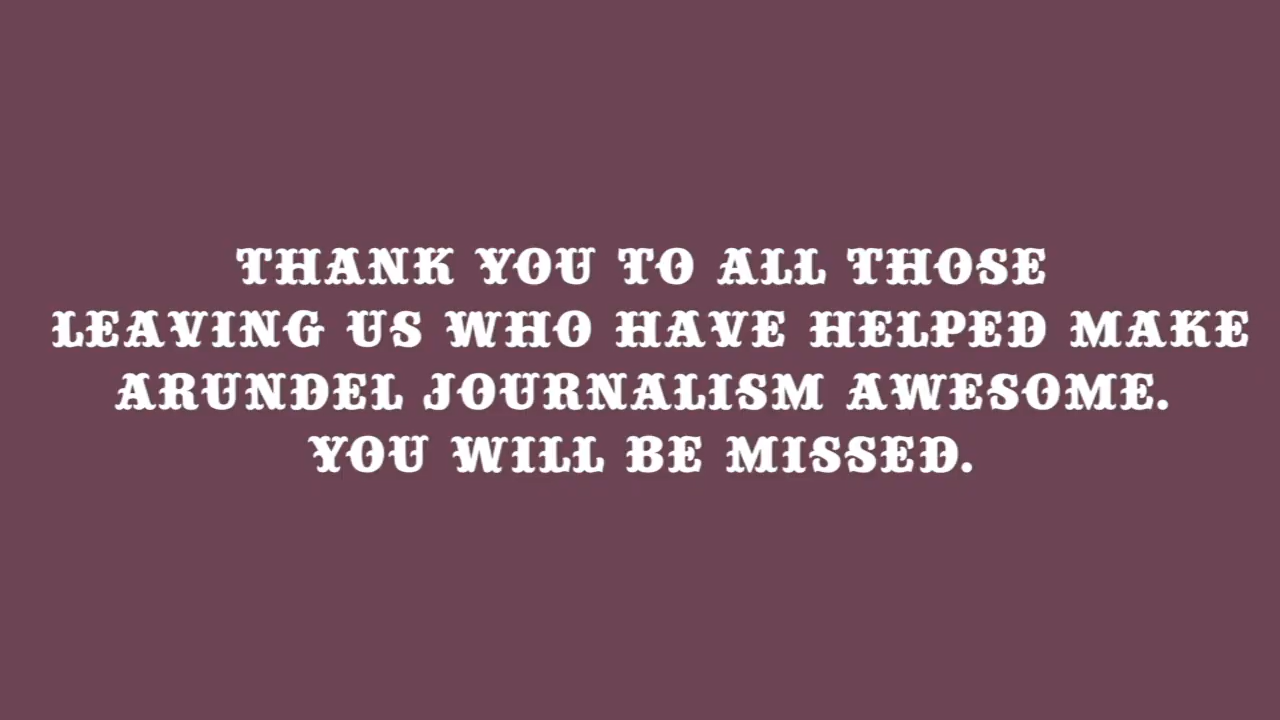 THANK YOU TO ALL THOSE
LEAVING US WHO HAVE HELPED MAKE
ARUNDEL JOURNALISM AWESOME.
YOU WILL BE MISSED.